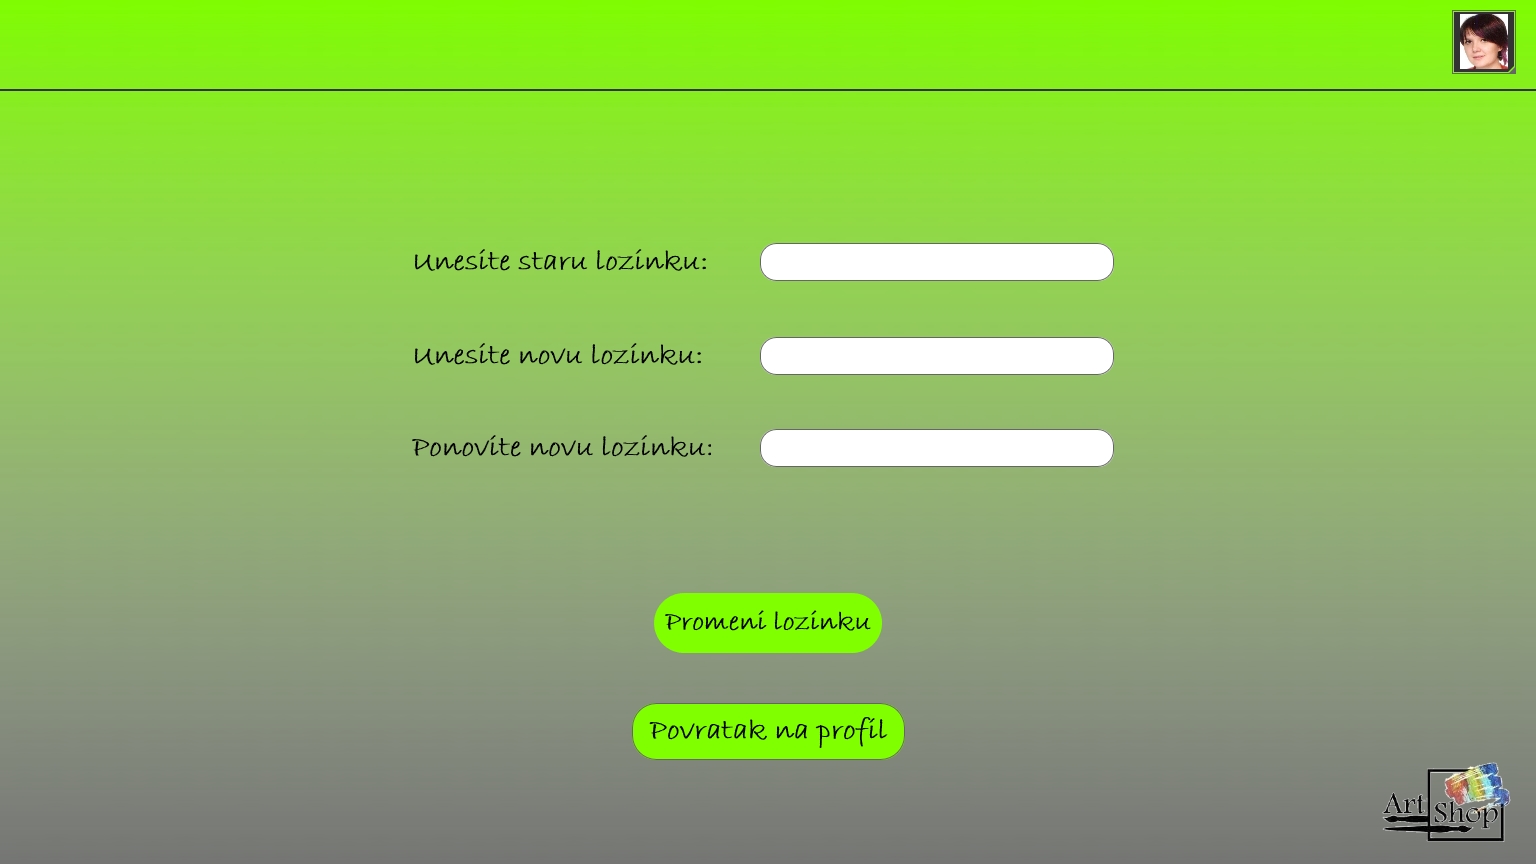 Unesite staru lozinku:
Unesite novu lozinku:
Ponovite novu lozinku:
Promeni lozinku
Povratak na profil
Art
Shop